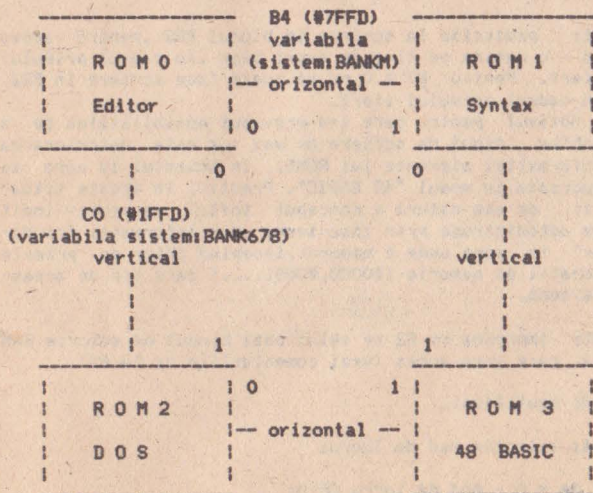 B4 (#7FFD)
variabila
R O M 0 (sistem:BANKM) R O M 1
-- orizontal --
Editor Syntax
0 1
0 0
CO (#1FFD)
(variabila sistem:BANK678)
vertical vertical
1 1
0 1
R O M 2 R O M 3
-- orizontal --
D O S 48 BASIC